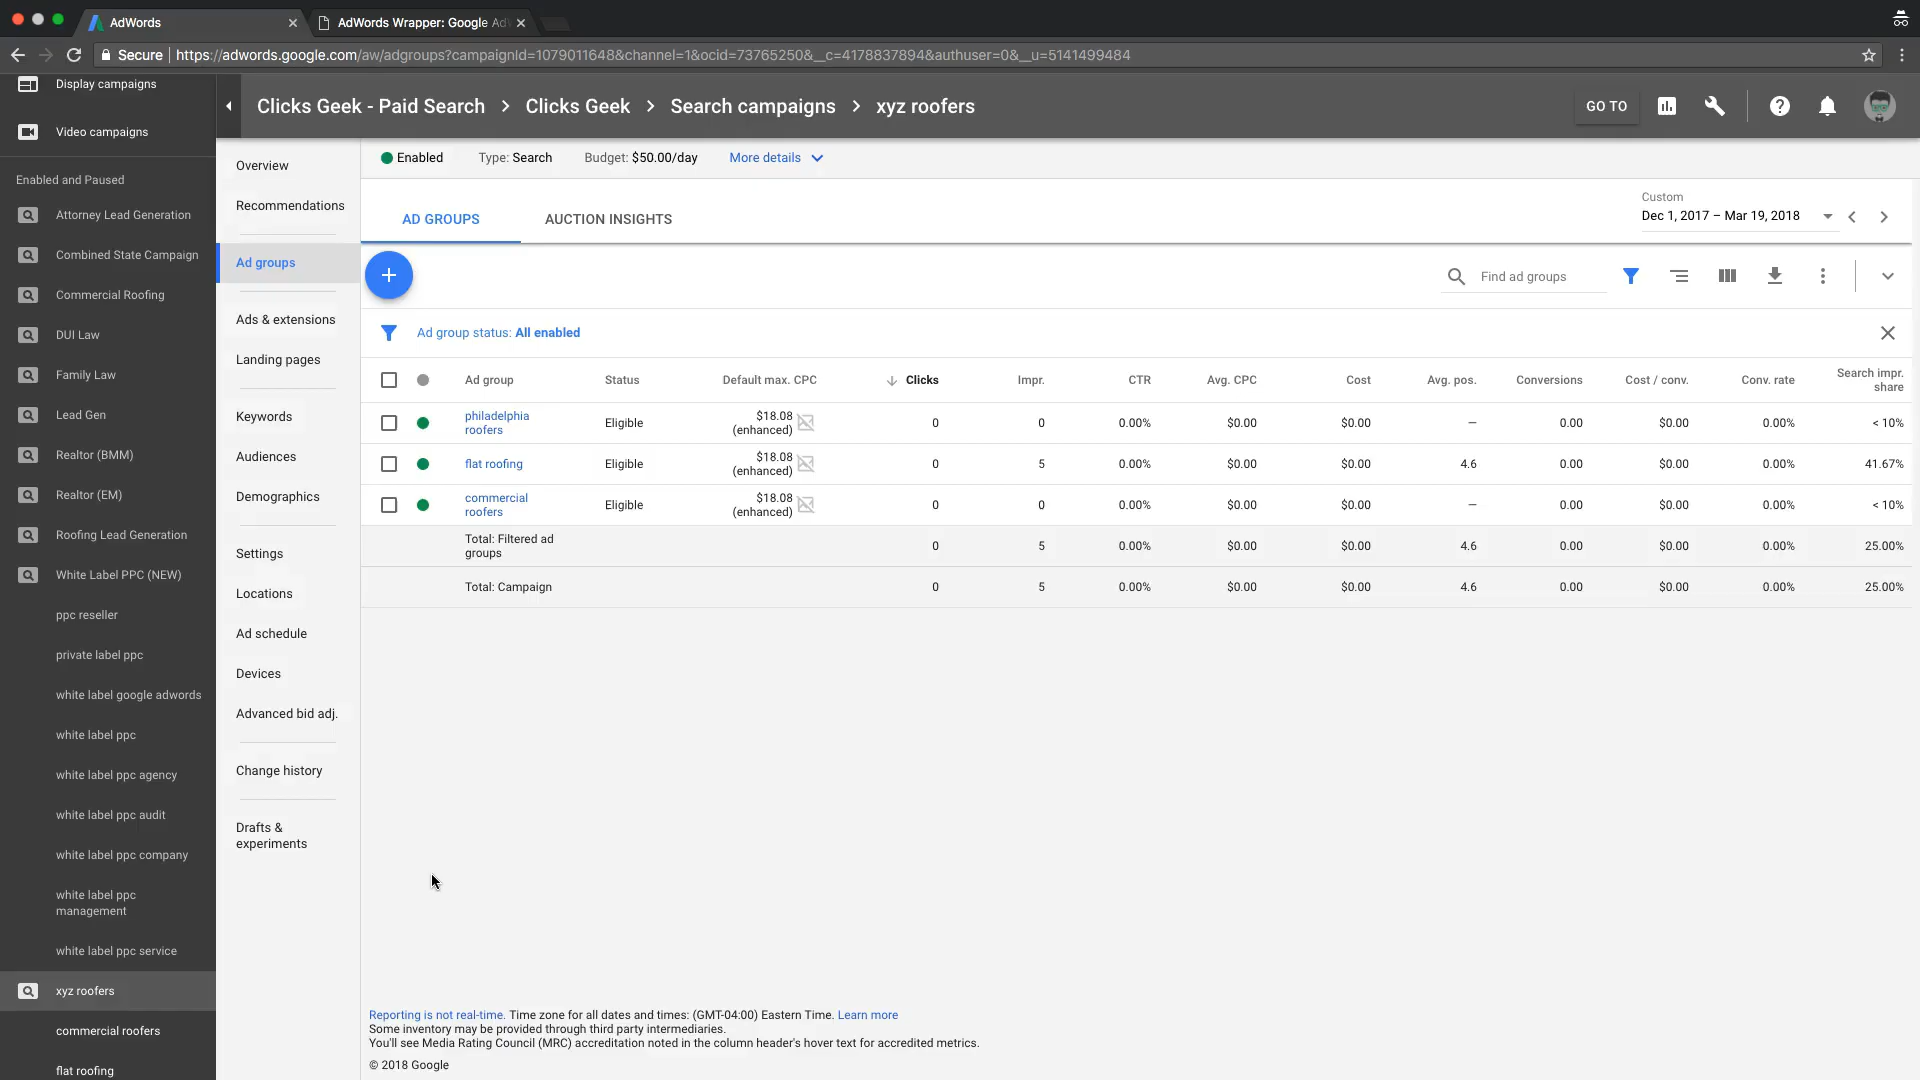 AdWords
AdWords Wrapper: Google Ad
Secure https://adwords.google.com/aw/adgroups?campaignId=1079011648&channel=1&ocid=73765250&__c=4178837894&authuser=0&__u=5141499484
Display campaigns
Video campaigns
Enabled and Paused
Attorney Lead Generation
Combined State Campaign
Commercial Roofing
DUI Law
Family Law
Lead Gen
Realtor (BMM)
Realtor (EM)
Roofing Lead Generation
White Label PPC (NEW)
ppc reseller
private label ppc
white label google adwords
white label ppc
white label ppc agency
white label ppc audit
white label ppc company
white label ppc
management
white label ppc service
xyz roofers
commercial roofers
flat roofing
Clicks Geek - Paid Search > Clicks Geek > Search campaigns > xyz roofers
GO TO
Overview
Recommendations
Ad groups
Ads & extensions
Landing pages
Keywords
Audiences
Demographics
Settings
Locations
Ad schedule
Devices
Advanced bid adj.
Change history
Drafts &
experiments
Enabled Type: Search Budget: $50.00/day More details
AD GROUPS AUCTION INSIGHTS
Custom
Dec 1, 2017 – Mar 19, 2018
Find ad groups
Ad group status: All enabled
Ad group Status Default max. CPC Clicks Impr. CTR Avg. CPC Cost Avg. pos. Conversions Cost / conv. Conv. rate Search impr.
share
philadelphia
roofers Eligible $18.08
(enhanced) 0 0 0.00% $0.00 $0.00 – 0.00 $0.00 0.00% < 10%
flat roofing Eligible $18.08
(enhanced) 0 5 0.00% $0.00 $0.00 4.6 0.00 $0.00 0.00% 41.67%
commercial
roofers Eligible $18.08
(enhanced) 0 0 0.00% $0.00 $0.00 – 0.00 $0.00 0.00% < 10%
Total: Filtered ad
groups 0 5 0.00% $0.00 $0.00 4.6 0.00 $0.00 0.00% 25.00%
Total: Campaign 0 5 0.00% $0.00 $0.00 4.6 0.00 $0.00 0.00% 25.00%
Reporting is not real-time. Time zone for all dates and times: (GMT-04:00) Eastern Time. Learn more
Some inventory may be provided through third party intermediaries.
You'll see Media Rating Council (MRC) accreditation noted in the column header's hover text for accredited metrics.
© 2018 Google